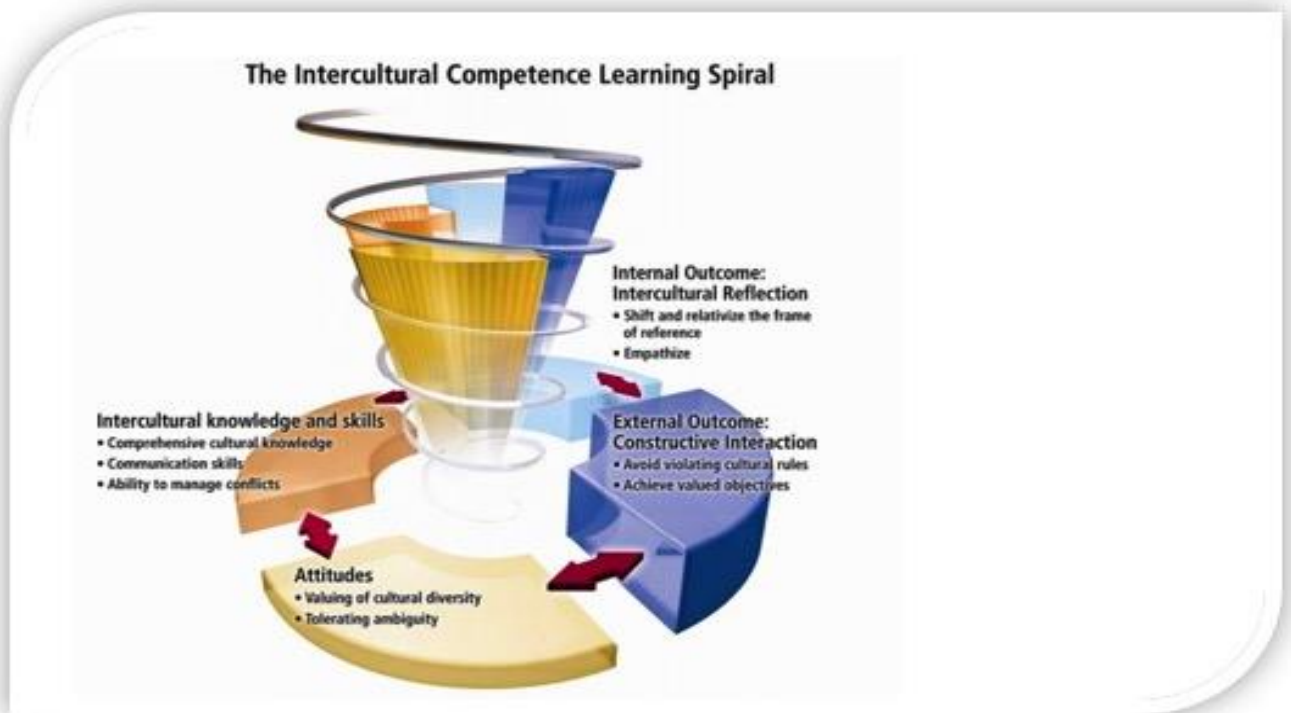 The Intercultural Competence Learning Spiral
Internal Outcome:
Intercultural Reflection
• Shift and relativize the frame
of reference
• Empathize
Intercultural knowledge and skills
• Comprehensive cultural knowledge
• Communication skills
• Ability to manage conflicts
External Outcome:
Constructive Interaction
• Avoid violating cultural rules
• Achieve valued objectives
Attitudes
• Valuing of cultural diversity
• Tolerating ambiguity